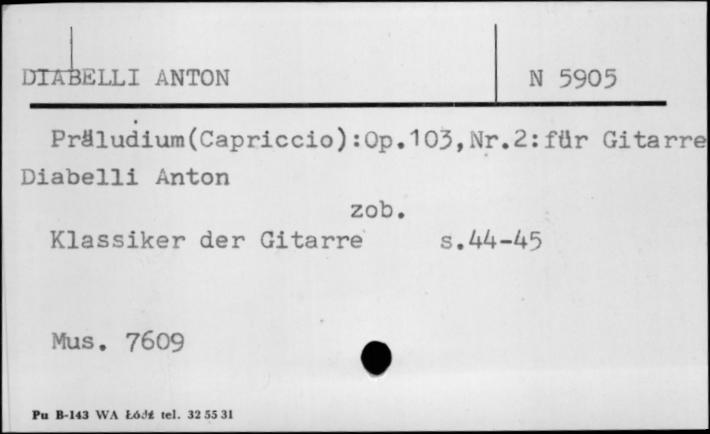 DIABELLI ANTON N 5905
Präludium(Capriccio):Op.103,Nr.2:für Gitarre
Diabelli Anton
zob.
Klassiker der Gitarre s.44-45
Mus. 7609
Pu B-143 WA Łódź tel. 32 55 31